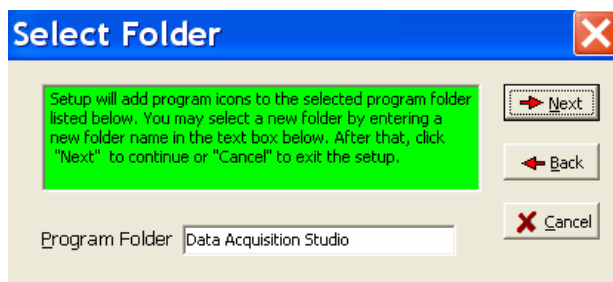 Select Folder
Setup will add program icons to the selected program folder
listed below. You may select a new folder by entering a
new folder name in the text box below. After that, click
"Next" to continue or "Cancel" to exit the setup.
Next
Back
Cancel
Program Folder Data Acquisition Studio